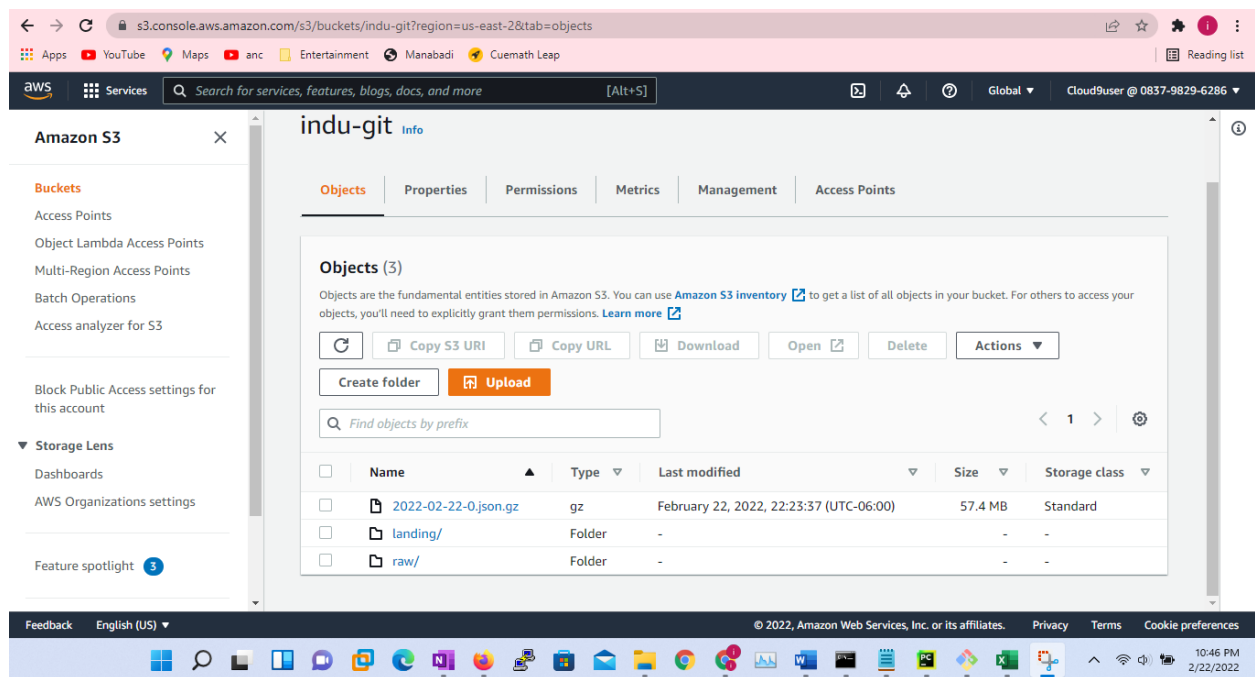 s3.console.aws.amazon.com/s3/buckets/indu-git?region=us-east-2&tab=objects
i
Apps YouTube Maps anc Entertainment Manabadi Cuemath Leap Reading list
aws Services Search for services, features, blogs, docs, and more [Alt+S] Global ▼ Cloud9user @ 0837-9829-6286 ▼
Amazon S3
Buckets
Access Points
Object Lambda Access Points
Multi-Region Access Points
Batch Operations
Access analyzer for S3
Block Public Access settings for
this account
▼ Storage Lens
Dashboards
AWS Organizations settings
Feature spotlight 3
indu-git Info
Objects Properties Permissions Metrics Management Access Points
Objects (3)
Objects are the fundamental entities stored in Amazon S3. You can use Amazon S3 inventory to get a list of all objects in your bucket. For others to access your
objects, you'll need to explicitly grant them permissions. Learn more
Copy S3 URI Copy URL Download Open Delete Actions ▼
Create folder Upload
Find objects by prefix
< 1 >
Name ▲ Type ▽ Last modified ▽ Size ▽ Storage class ▽
2022-02-22-0.json.gz gz February 22, 2022, 22:23:37 (UTC-06:00) 57.4 MB Standard
landing/ Folder - - -
raw/ Folder - - -
Feedback English (US) ▼ © 2022, Amazon Web Services, Inc. or its affiliates. Privacy Terms Cookie preferences
10:46 PM
2/22/2022